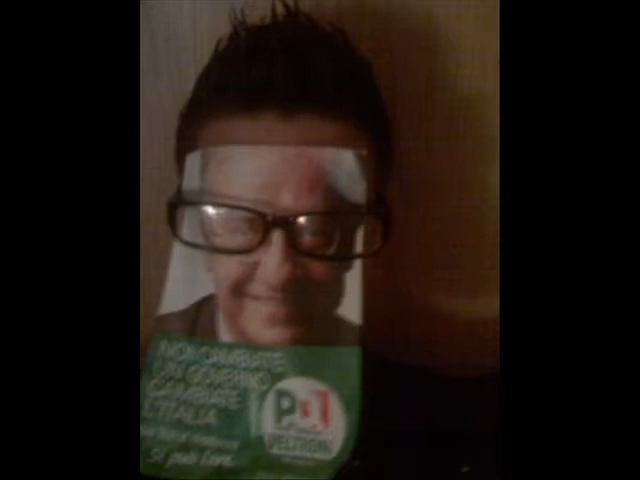 NON CAMBIATE
UN GOVERNO
CAMBIATE
L'ITALIA
Si può fare.
PD
VELTRONI